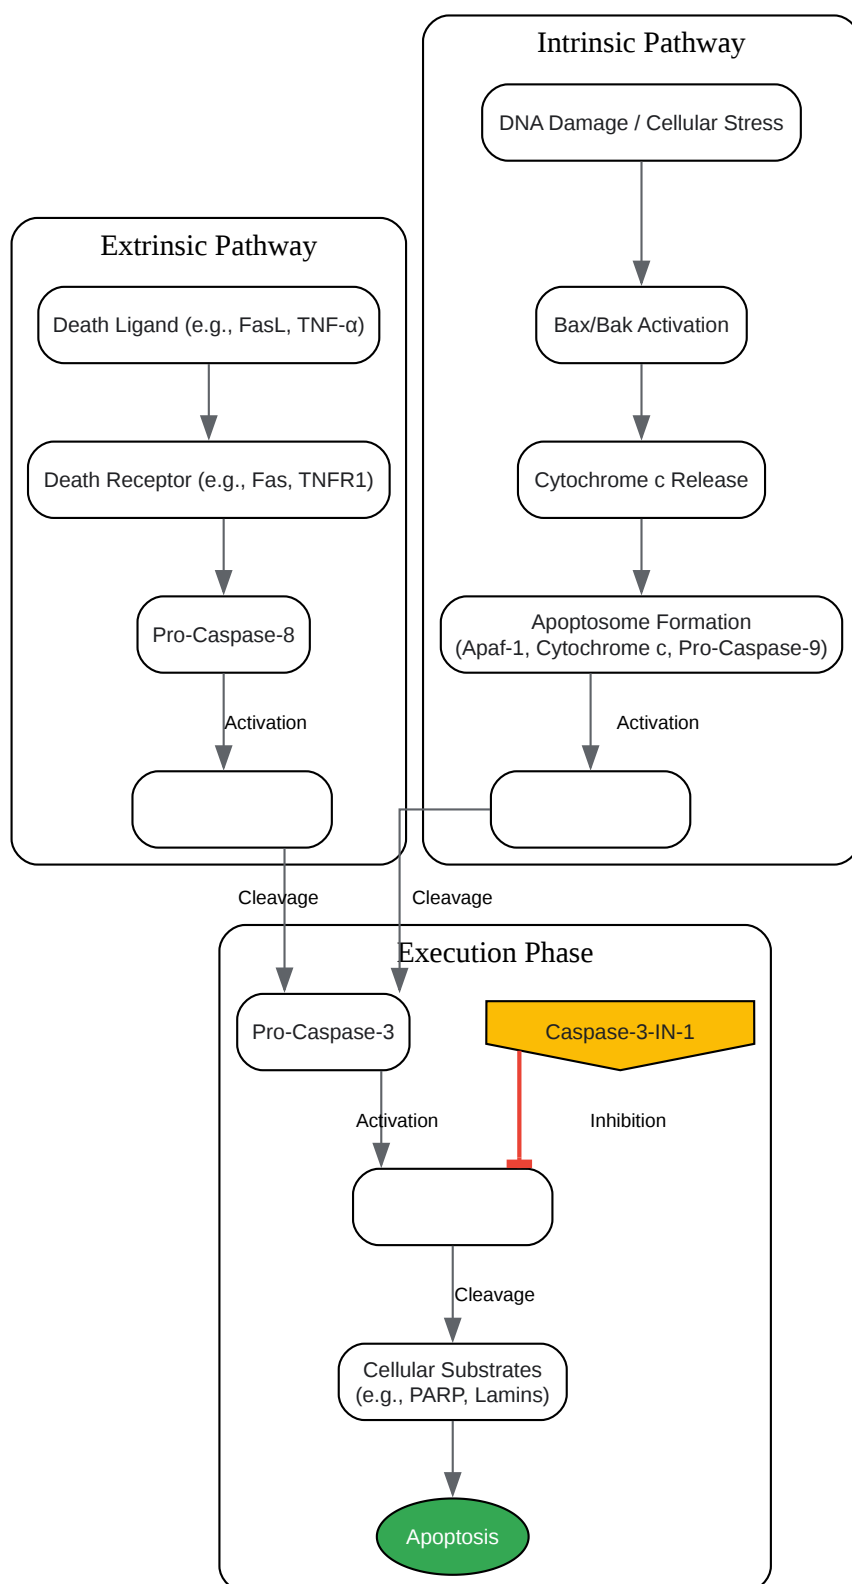 Intrinsic Pathway
DNA Damage / Cellular Stress
Extrinsic Pathway
Death Ligand (e.g., FasL, TNF-α)
Bax/Bak Activation
Death Receptor (e.g., Fas, TNFR1)
Cytochrome c Release
Pro-Caspase-8
Apoptosome Formation
(Apaf-1, Cytochrome c, Pro-Caspase-9)
Activation
Activation
Cleavage
Cleavage
Execution Phase
Pro-Caspase-3
Caspase-3-IN-1
Activation
Inhibition
Cleavage
Cellular Substrates
(e.g., PARP, Lamins)
Apoptosis